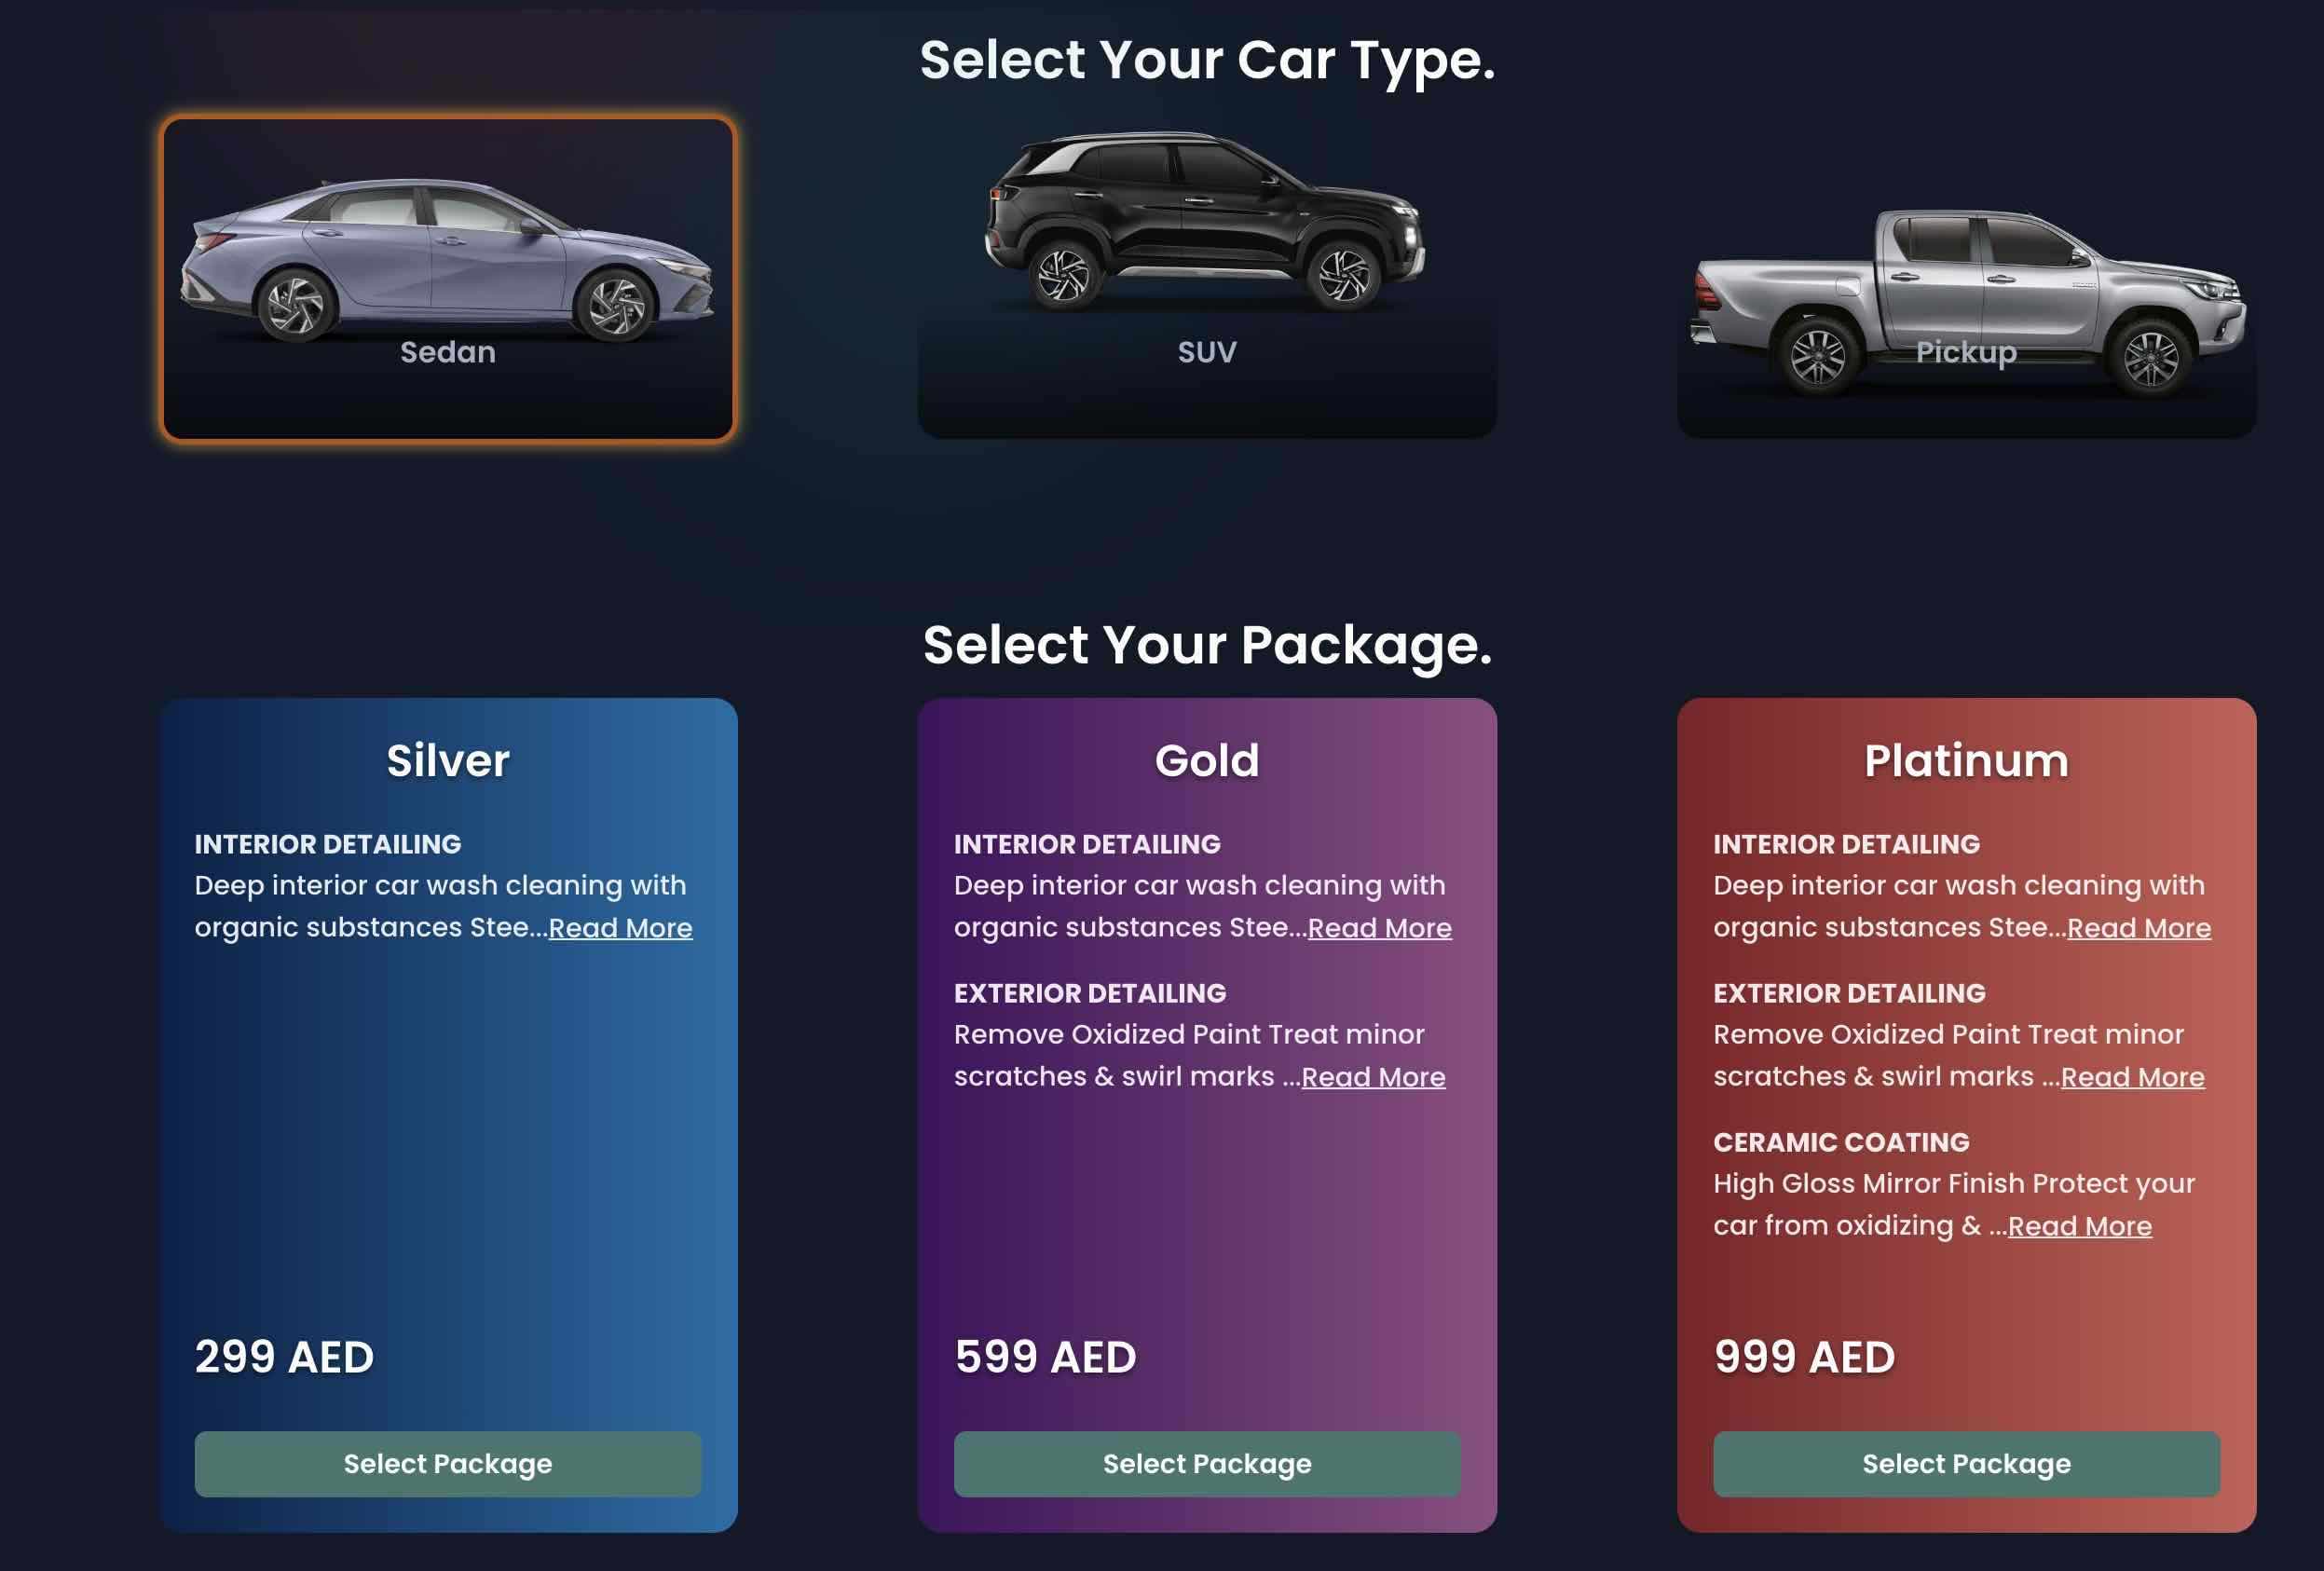 Select Your Car Type.
Sedan
SUV
Pickup
Select Your Package.
Silver
INTERIOR DETAILING
Deep interior car wash cleaning with
organic substances Stee...Read More
299 AED
Select Package
Gold
INTERIOR DETAILING
Deep interior car wash cleaning with
organic substances Stee...Read More
EXTERIOR DETAILING
Remove Oxidized Paint Treat minor
scratches & swirl marks ...Read More
599 AED
Select Package
Platinum
INTERIOR DETAILING
Deep interior car wash cleaning with
organic substances Stee...Read More
EXTERIOR DETAILING
Remove Oxidized Paint Treat minor
scratches & swirl marks ...Read More
CERAMIC COATING
High Gloss Mirror Finish Protect your
car from oxidizing & ...Read More
999 AED
Select Package